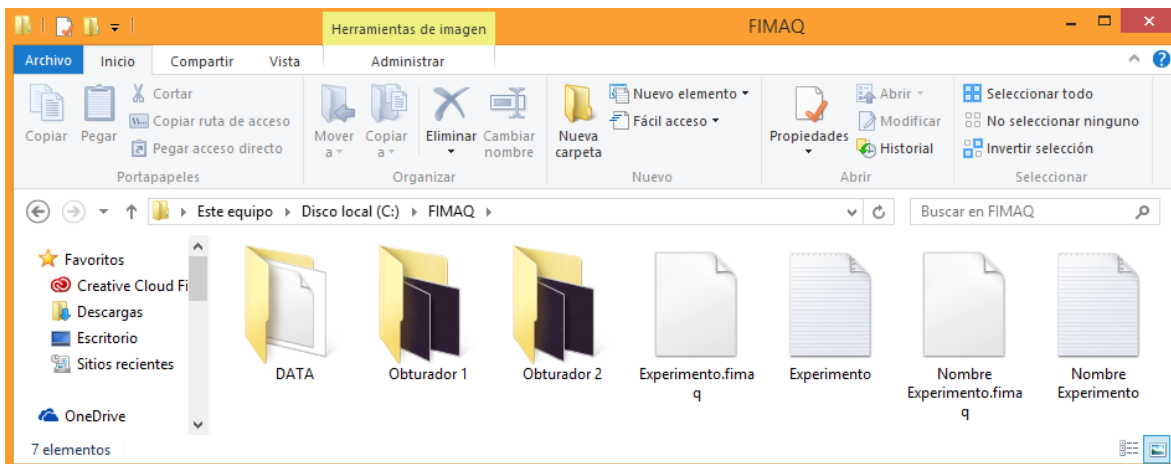 Herramientas de imagen
FIMAQ
Archivo
Inicio
Compartir
Vista
Administrar
Copiar
Pegar
Cortar
Copiar ruta de acceso
Pegar acceso directo
Portapapeles
Mover a
Copiar a
Eliminar
Cambiar nombre
Organizar
Nueva carpeta
Nuevo elemento
Fácil acceso
Nuevo
Propiedades
Abrir
Modificar
Historial
Abrir
Seleccionar todo
No seleccionar ninguno
Invertir selección
Seleccionar
Este equipo
Disco local (C:)
FIMAQ
Buscar en FIMAQ
Favoritos
Creative Cloud Fi
Descargas
Escritorio
Sitios recientes
OneDrive
DATA
Obturador 1
Obturador 2
Experimento.fima
q
Experimento
Nombre
Experimento.fima
q
Nombre
Experimento
7 elementos